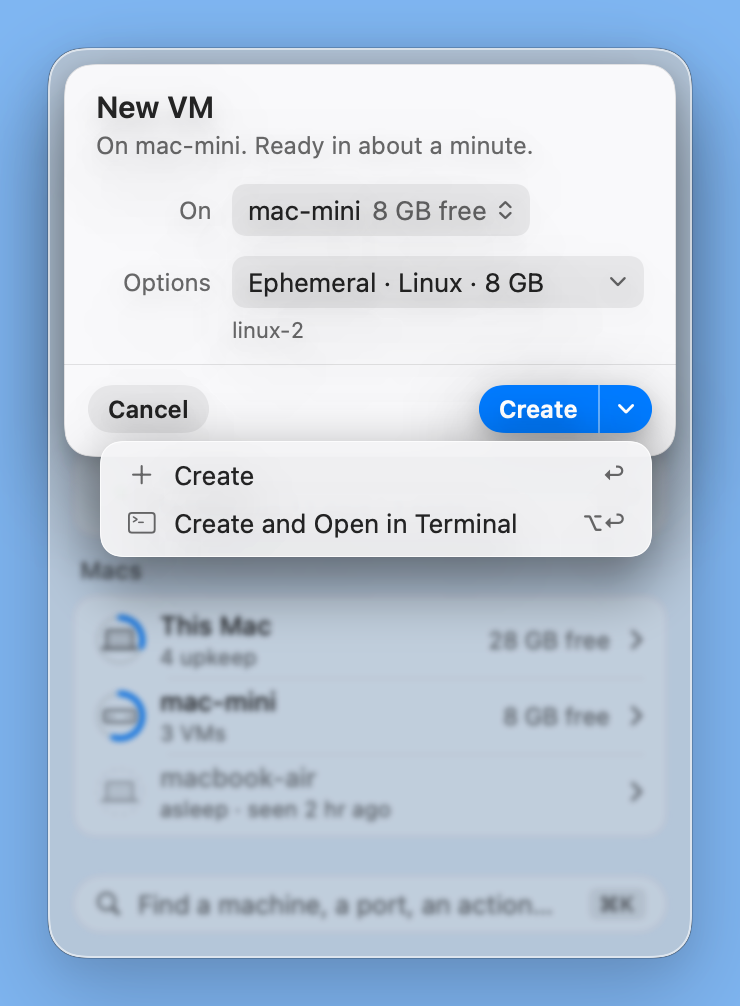 New VM
On mac-mini. Ready in about a minute.
On mac-mini 8 GB free
Options Ephemeral · Linux · 8 GB
linux-2
Cancel Create
Create ↩
Create and Open in Terminal ⌥↩
Macs
This Mac 28 GB free
4 upkeep
mac-mini 8 GB free
3 VMs
macbook-air
asleep · seen 2 hr ago
Find a machine, a port, an action... ⌘K